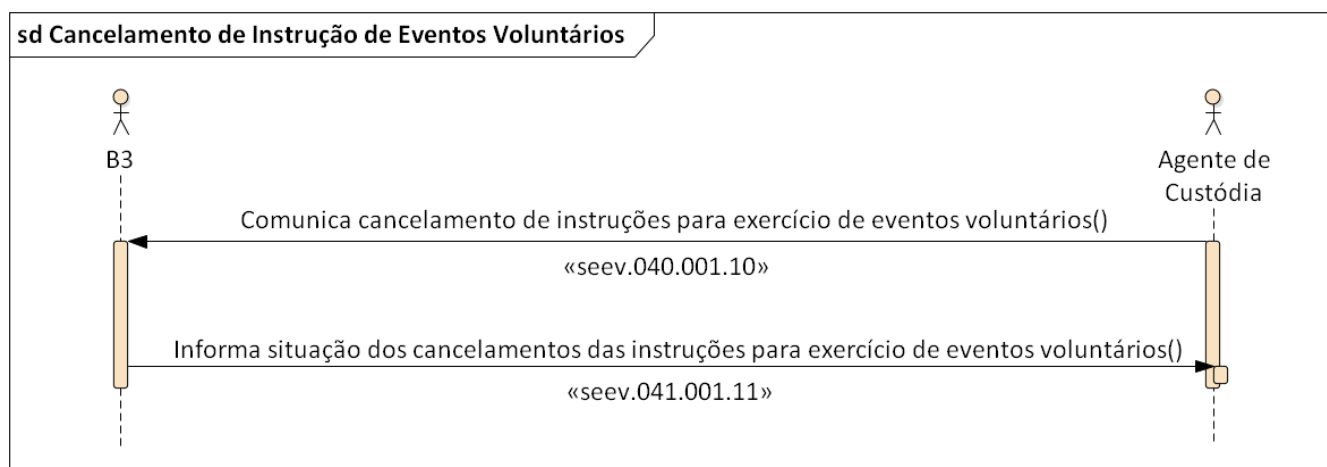 sd Cancelamento de Instrução de Eventos Voluntários
B3
Agente de
Custódia
Comunica cancelamento de instruções para exercício de eventos voluntários()
«seev.040.001.10»
Informa situação dos cancelamentos das instruções para exercício de eventos voluntários()
«seev.041.001.11»